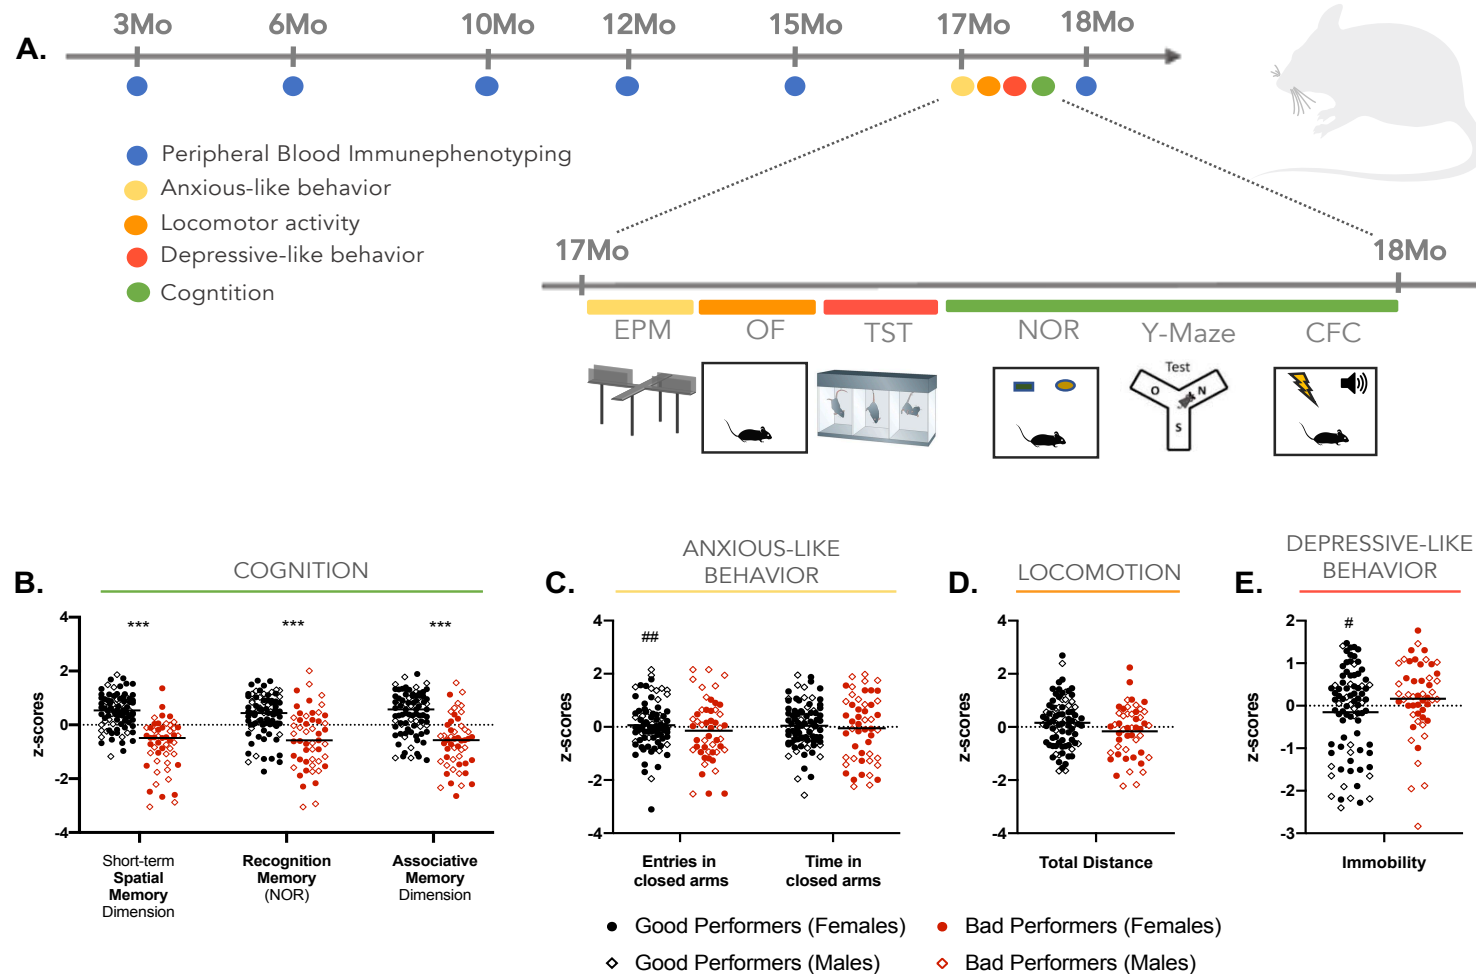 A.
3Mo 6Mo 10Mo 12Mo 15Mo 17Mo 18Mo
Peripheral Blood Immunephenotyping
Anxious-like behavior
Locomotor activity
Depressive-like behavior
Cogntition
17Mo 18Mo
EPM OF TST NOR Y-Maze CFC
Test
O N
S
B.
COGNITION
4
2
0
-2
-4
z-scores
*** *** ***
Short-term
Spatial
Memory
Dimension
Recognition
Memory
(NOR)
Associative
Memory
Dimension
C.
ANXIOUS-LIKE
BEHAVIOR
4
2
0
-2
-4
z-scores
##
Entries in
closed arms
Time in
closed arms
D.
LOCOMOTION
4
2
0
-2
-4
z-scores
Total Distance
E.
DEPRESSIVE-LIKE
BEHAVIOR
2
1
0
-1
-2
-3
z-scores
#
Immobility
Good Performers (Females) Bad Performers (Females)
Good Performers (Males) Bad Performers (Males)